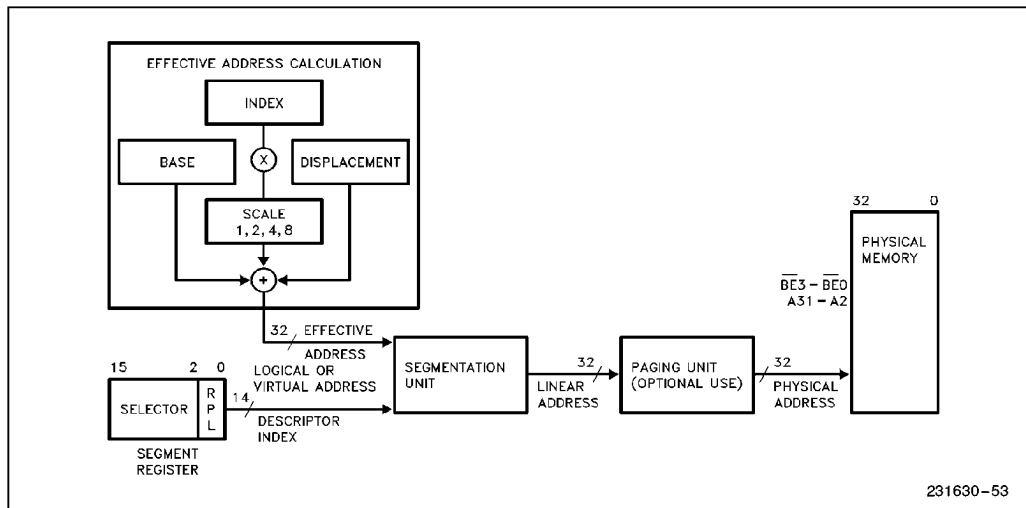 EFFECTIVE ADDRESS CALCULATION
INDEX
BASE
X
DISPLACEMENT
SCALE
1, 2, 4, 8
+
32
EFFECTIVE
ADDRESS
LOGICAL OR
VIRTUAL ADDRESS
15 2 0
SELECTOR
R
P
L
14
DESCRIPTOR
INDEX
SEGMENT
REGISTER
SEGMENTATION
UNIT
32
LINEAR
ADDRESS
PAGING UNIT
(OPTIONAL USE)
32
PHYSICAL
ADDRESS
32 0
PHYSICAL
MEMORY
B̅E̅3 – B̅E̅0
A31 – A2
231630–53